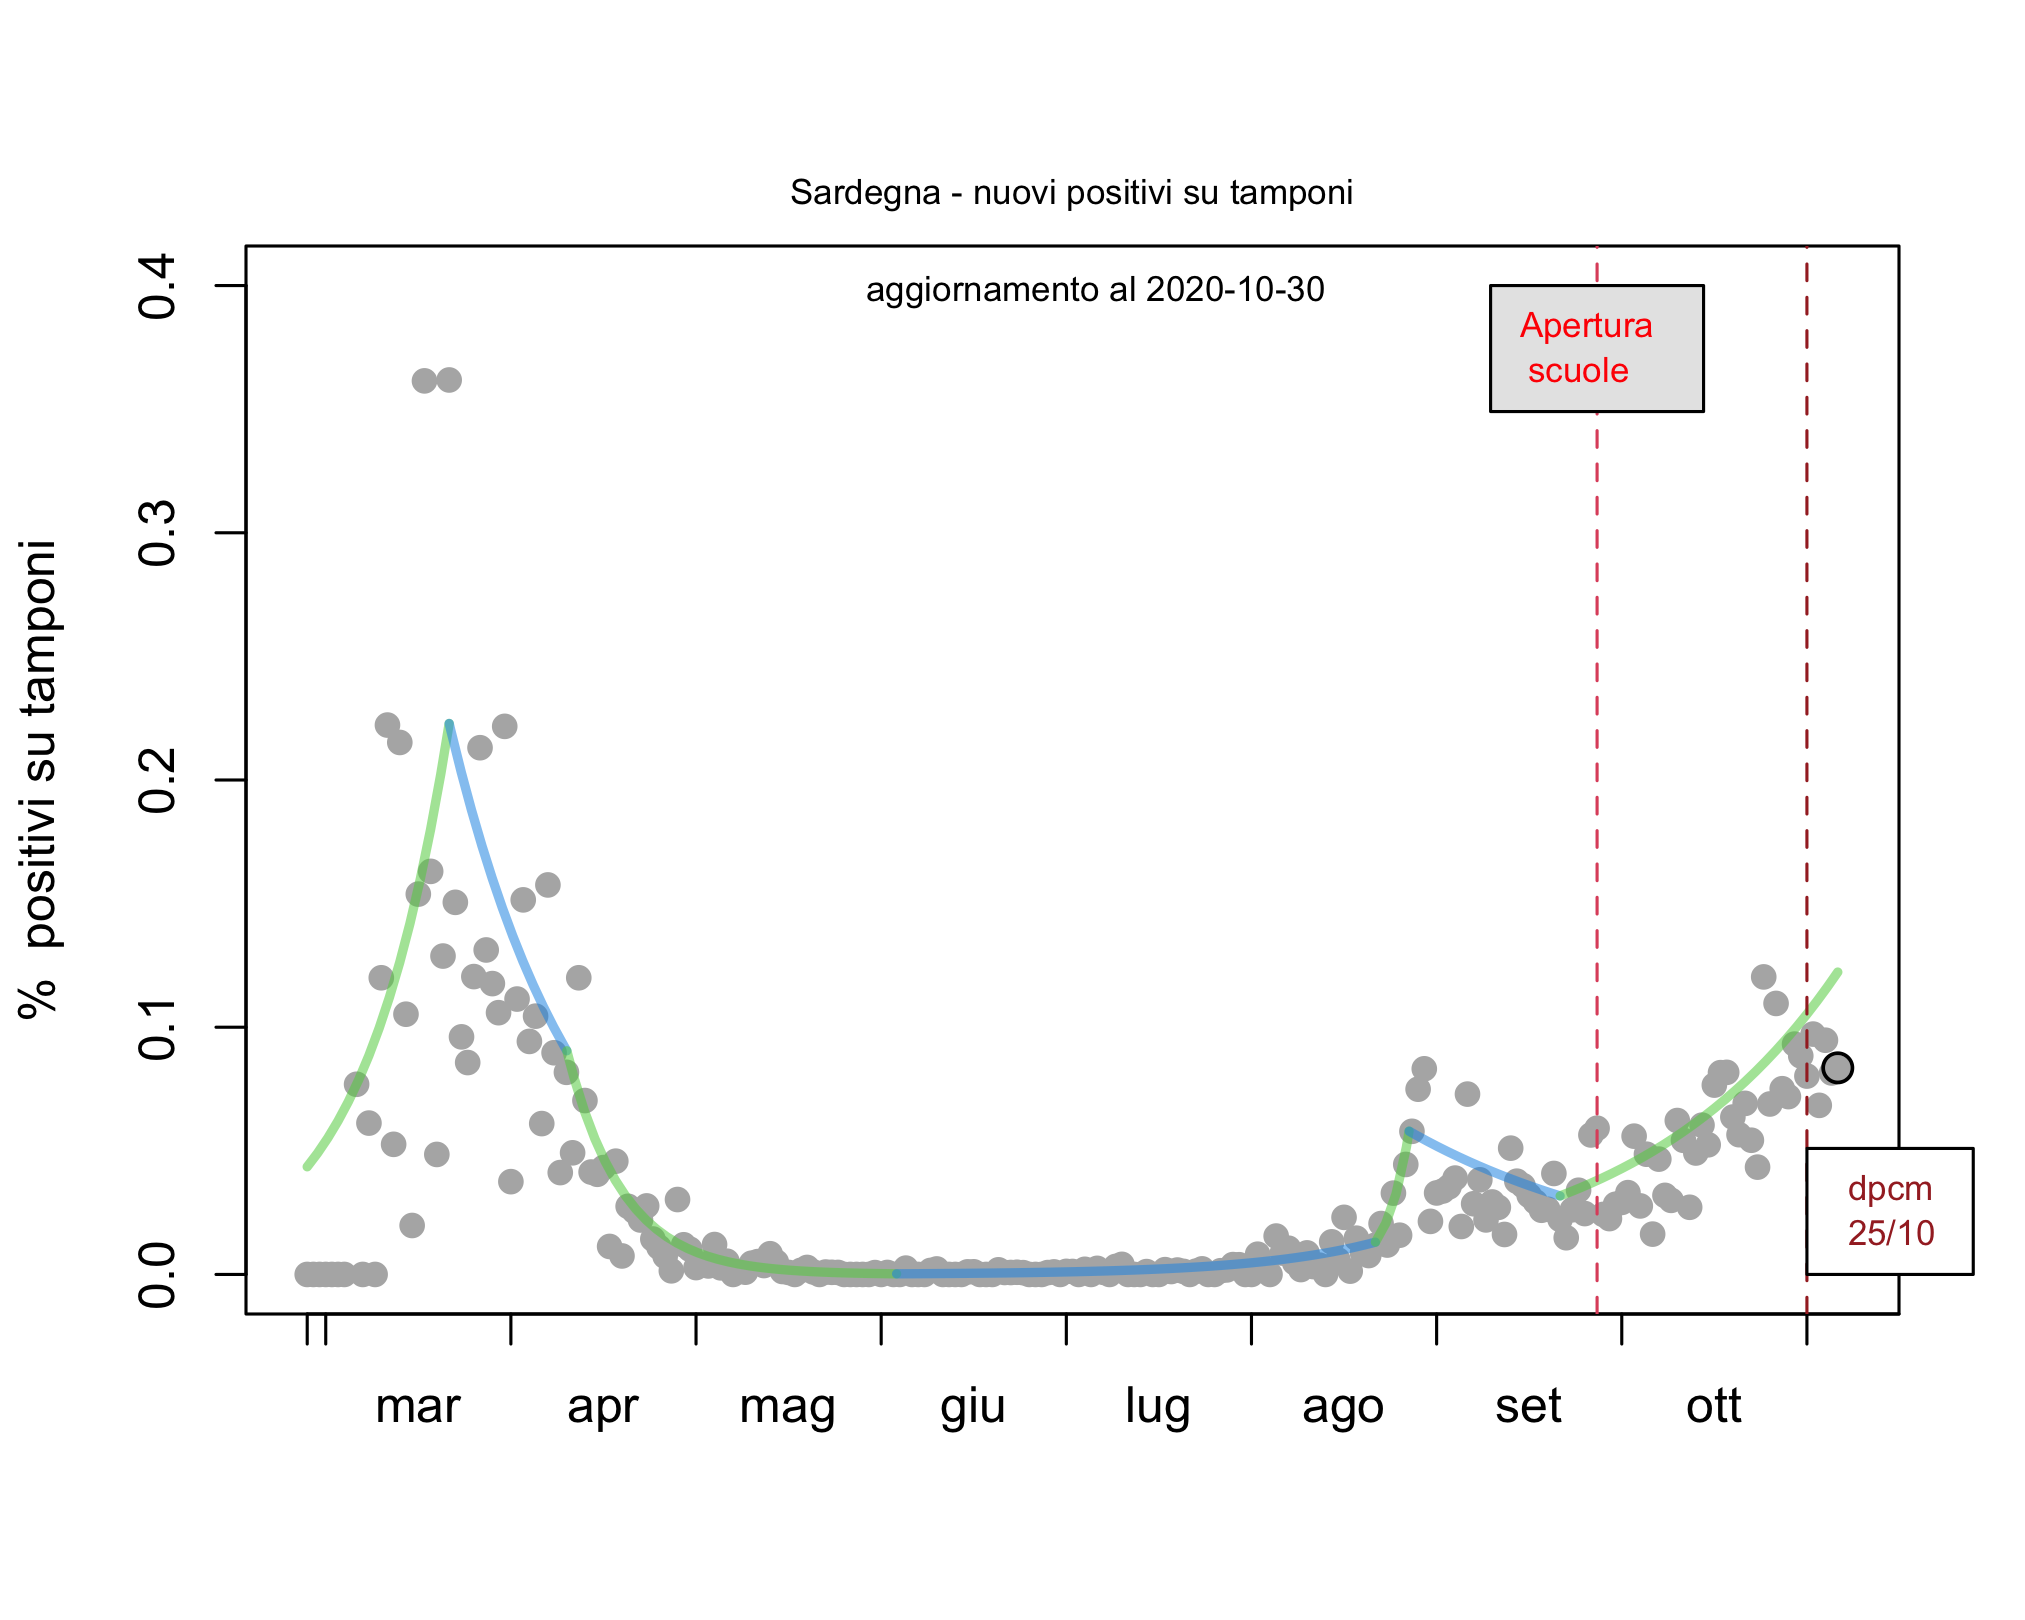 Sardegna - nuovi positivi su tamponi
aggiornamento al 2020-10-30
Apertura
scuole
dpcm
25/10
% positivi su tamponi
0.4
0.3
0.2
0.1
0.0
mar apr mag giu lug ago set ott